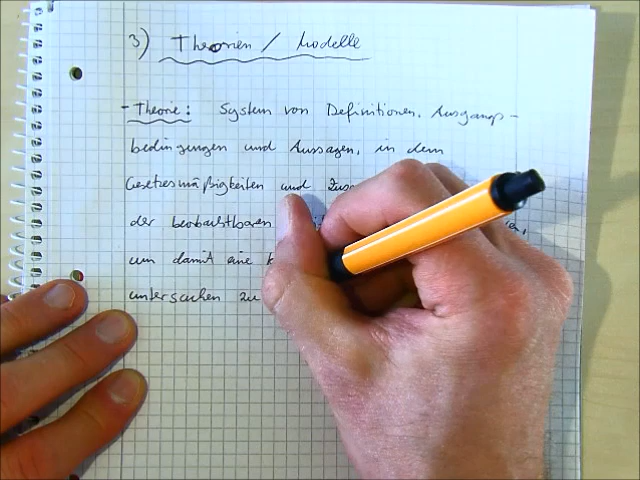 3) Theorien / Modelle
- Theorie: System von Definitionen, Ausgangs-
bedingungen und Aussagen, in dem
Gesetzmäßigkeiten und
der beobachtbaren
um damit eine
untersuchen zu